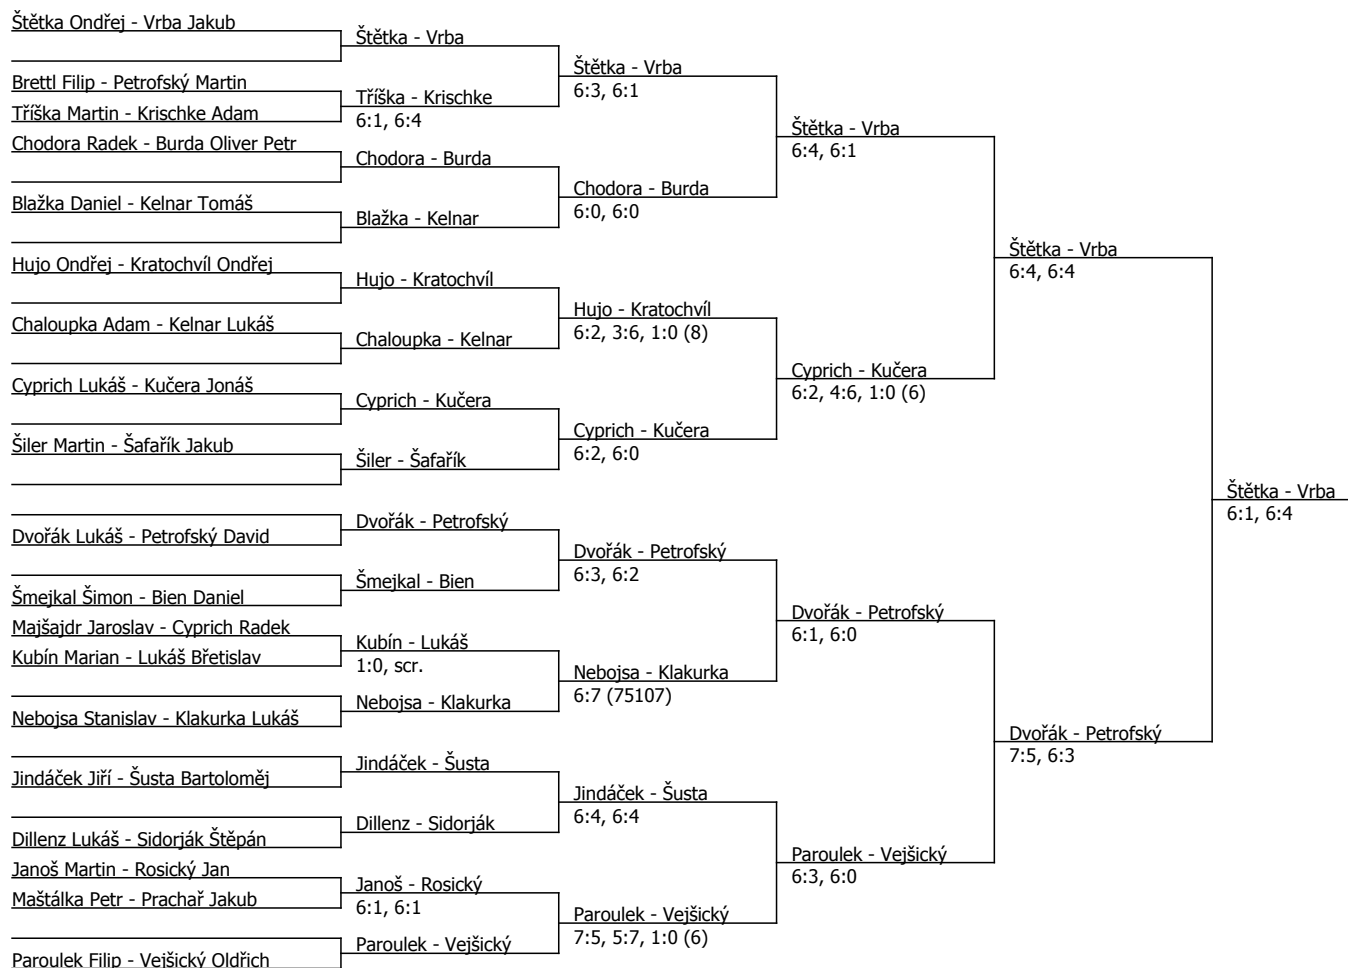 Štětka Ondřej - Vrba Jakub
Brettl Filip - Petrofský Martin
Tříška Martin - Krischke Adam
Chodora Radek - Burda Oliver Petr
Blažka Daniel - Kelnar Tomáš
Hujo Ondřej - Kratochvíl Ondřej
Chaloupka Adam - Kelnar Lukáš
Cyprich Lukáš - Kučera Jonáš
Šiler Martin - Šafařík Jakub
Dvořák Lukáš - Petrofský David
Šmejkal Šimon - Bien Daniel
Majšajdr Jaroslav - Cyprich Radek
Kubín Marian - Lukáš Břetislav
Nebojsa Stanislav - Klakurka Lukáš
Jindáček Jiří - Šusta Bartoloměj
Dillenz Lukáš - Sidorják Štěpán
Janoš Martin - Rosický Jan
Maštálka Petr - Prachař Jakub
Paroulek Filip - Vejšický Oldřich
Štětka - Vrba
Tříška - Krischke
6:1, 6:4
Chodora - Burda
Blažka - Kelnar
Hujo - Kratochvíl
Chaloupka - Kelnar
Cyprich - Kučera
Šiler - Šafařík
Dvořák - Petrofský
Šmejkal - Bien
Kubín - Lukáš
1:0, scr.
Nebojsa - Klakurka
Jindáček - Šusta
Dillenz - Sidorják
Janoš - Rosický
6:1, 6:1
Paroulek - Vejšický
Štětka - Vrba
6:3, 6:1
Chodora - Burda
6:0, 6:0
Hujo - Kratochvíl
6:2, 3:6, 1:0 (8)
Cyprich - Kučera
6:2, 6:0
Dvořák - Petrofský
6:3, 6:2
Nebojsa - Klakurka
6:7 (75107)
Jindáček - Šusta
6:4, 6:4
Paroulek - Vejšický
7:5, 5:7, 1:0 (6)
Štětka - Vrba
6:4, 6:1
Cyprich - Kučera
6:2, 4:6, 1:0 (6)
Dvořák - Petrofský
6:1, 6:0
Paroulek - Vejšický
6:3, 6:0
Štětka - Vrba
6:4, 6:4
Dvořák - Petrofský
7:5, 6:3
Štětka - Vrba
6:1, 6:4